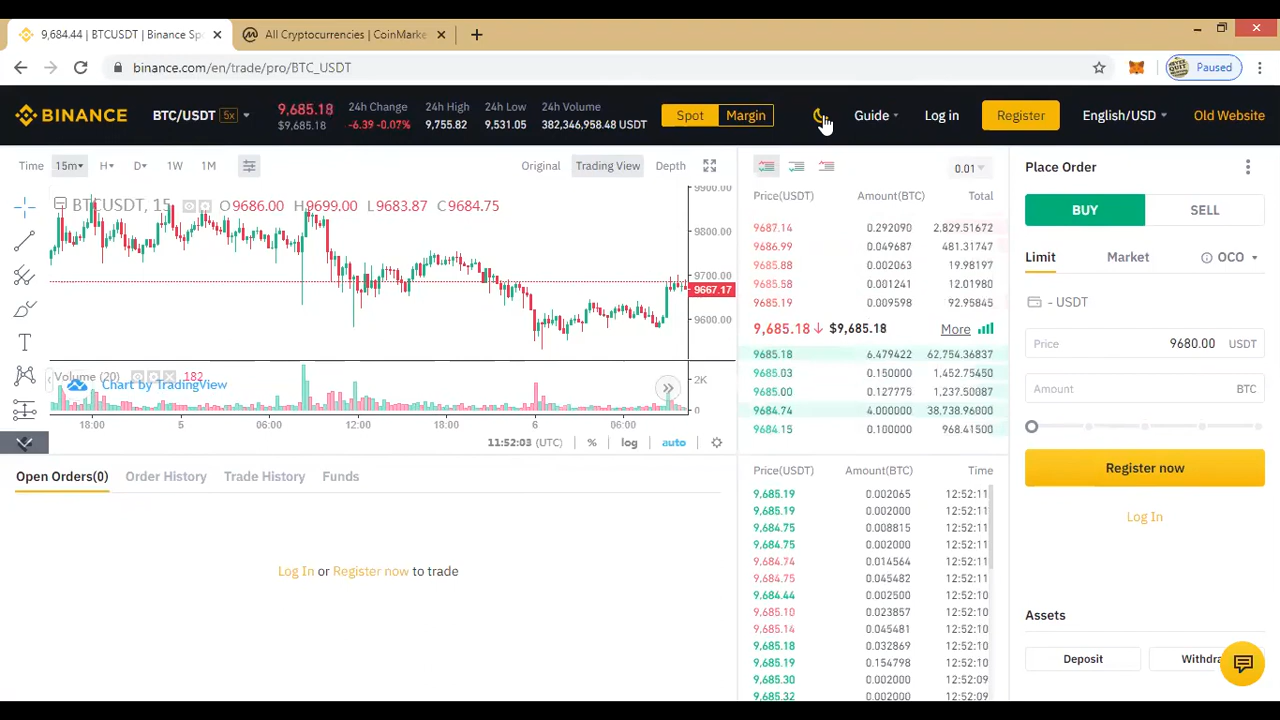 9,684.44 | BTCUSDT | Binance Spo
All Cryptocurrencies | CoinMarke
binance.com/en/trade/pro/BTC_USDT
Paused
BINANCE
BTC/USDT 5x
9,685.18
$9,685.18
24h Change
-6.39 -0.07%
24h High
9,755.82
24h Low
9,531.05
24h Volume
382,346,958.48 USDT
Spot
Margin
Guide
Log in
Register
English/USD
Old Website
Time 15m H D 1W 1M
Original Trading View Depth
BTCUSDT, 15 O9686.00 H9699.00 L9683.87 C9684.75
9900.00
9800.00
9700.00
9667.17
9600.00
Volume (20) 182
Chart by TradingView
2K
0
18:00 5 06:00 12:00 18:00 6 06:00
11:52:03 (UTC) % log auto
0.01
Price(USDT) Amount(BTC) Total
9687.14 0.292090 2,829.51672
9686.99 0.049687 481.31747
9685.88 0.002063 19.98197
9685.58 0.001241 12.01980
9685.19 0.009598 92.95845
9,685.18 $9,685.18 More
9685.18 6.479422 62,754.36837
9685.03 0.150000 1,452.75450
9685.00 0.127775 1,237.50087
9684.74 4.000000 38,738.96000
9684.15 0.100000 968.41500
Price(USDT) Amount(BTC) Time
9,685.19 0.002065 12:52:11
9,685.19 0.002000 12:52:11
9,684.75 0.008815 12:52:11
9,684.75 0.002000 12:52:11
9,684.74 0.014564 12:52:11
9,684.75 0.045482 12:52:11
9,684.44 0.002500 12:52:10
9,685.10 0.023857 12:52:10
9,685.14 0.045481 12:52:10
9,685.18 0.032869 12:52:10
9,685.19 0.154798 12:52:10
9,685.30 0.002000 12:52:09
9,685.32 0.002000 12:52:09
Place Order
BUY
SELL
Limit Market OCO
- USDT
Price 9680.00 USDT
Amount BTC
Register now
Log In
Assets
Deposit
Withdra
Open Orders(0) Order History Trade History Funds
Log In or Register now to trade